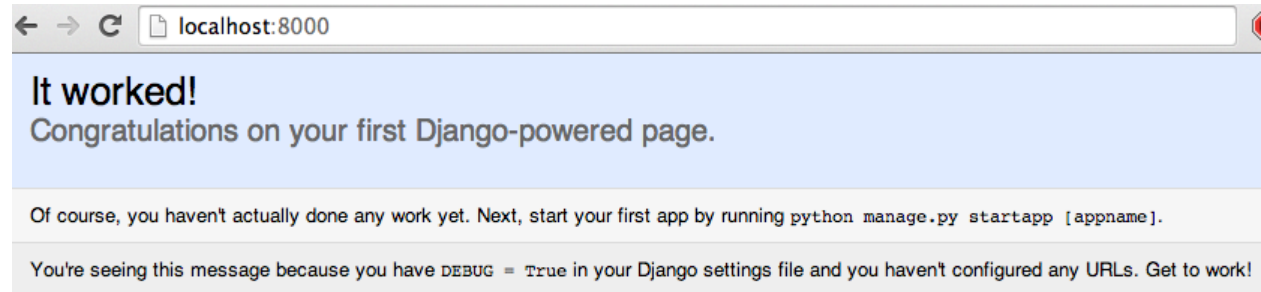 localhost:8000
It worked!
Congratulations on your first Django-powered page.
Of course, you haven't actually done any work yet. Next, start your first app by running python manage.py startapp [appname].
You're seeing this message because you have DEBUG = True in your Django settings file and you haven't configured any URLs. Get to work!